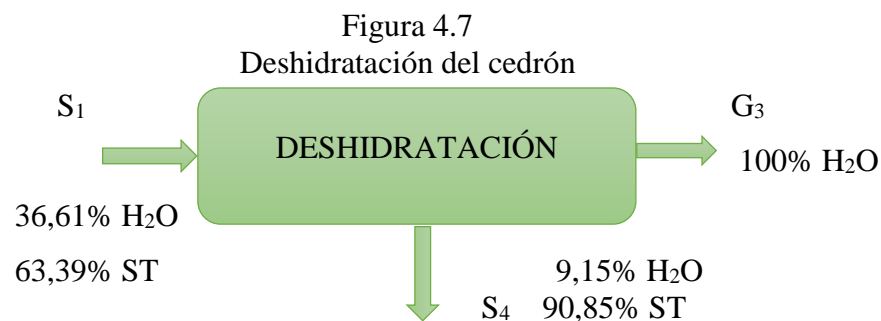 Figura 4.7
Deshidratación del cedrón
S₁
G₃
DESHIDRATACIÓN
100% H₂O
36,61% H₂O
63,39% ST
9,15% H₂O
S₄ 90,85% ST